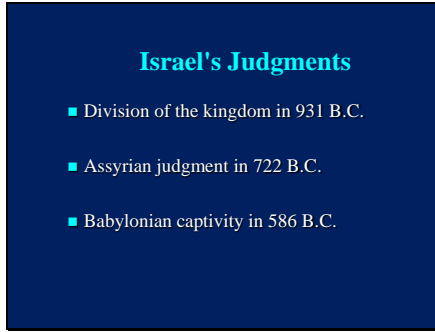 Israel's Judgments
Division of the kingdom in 931 B.C.
Assyrian judgment in 722 B.C.
Babylonian captivity in 586 B.C.